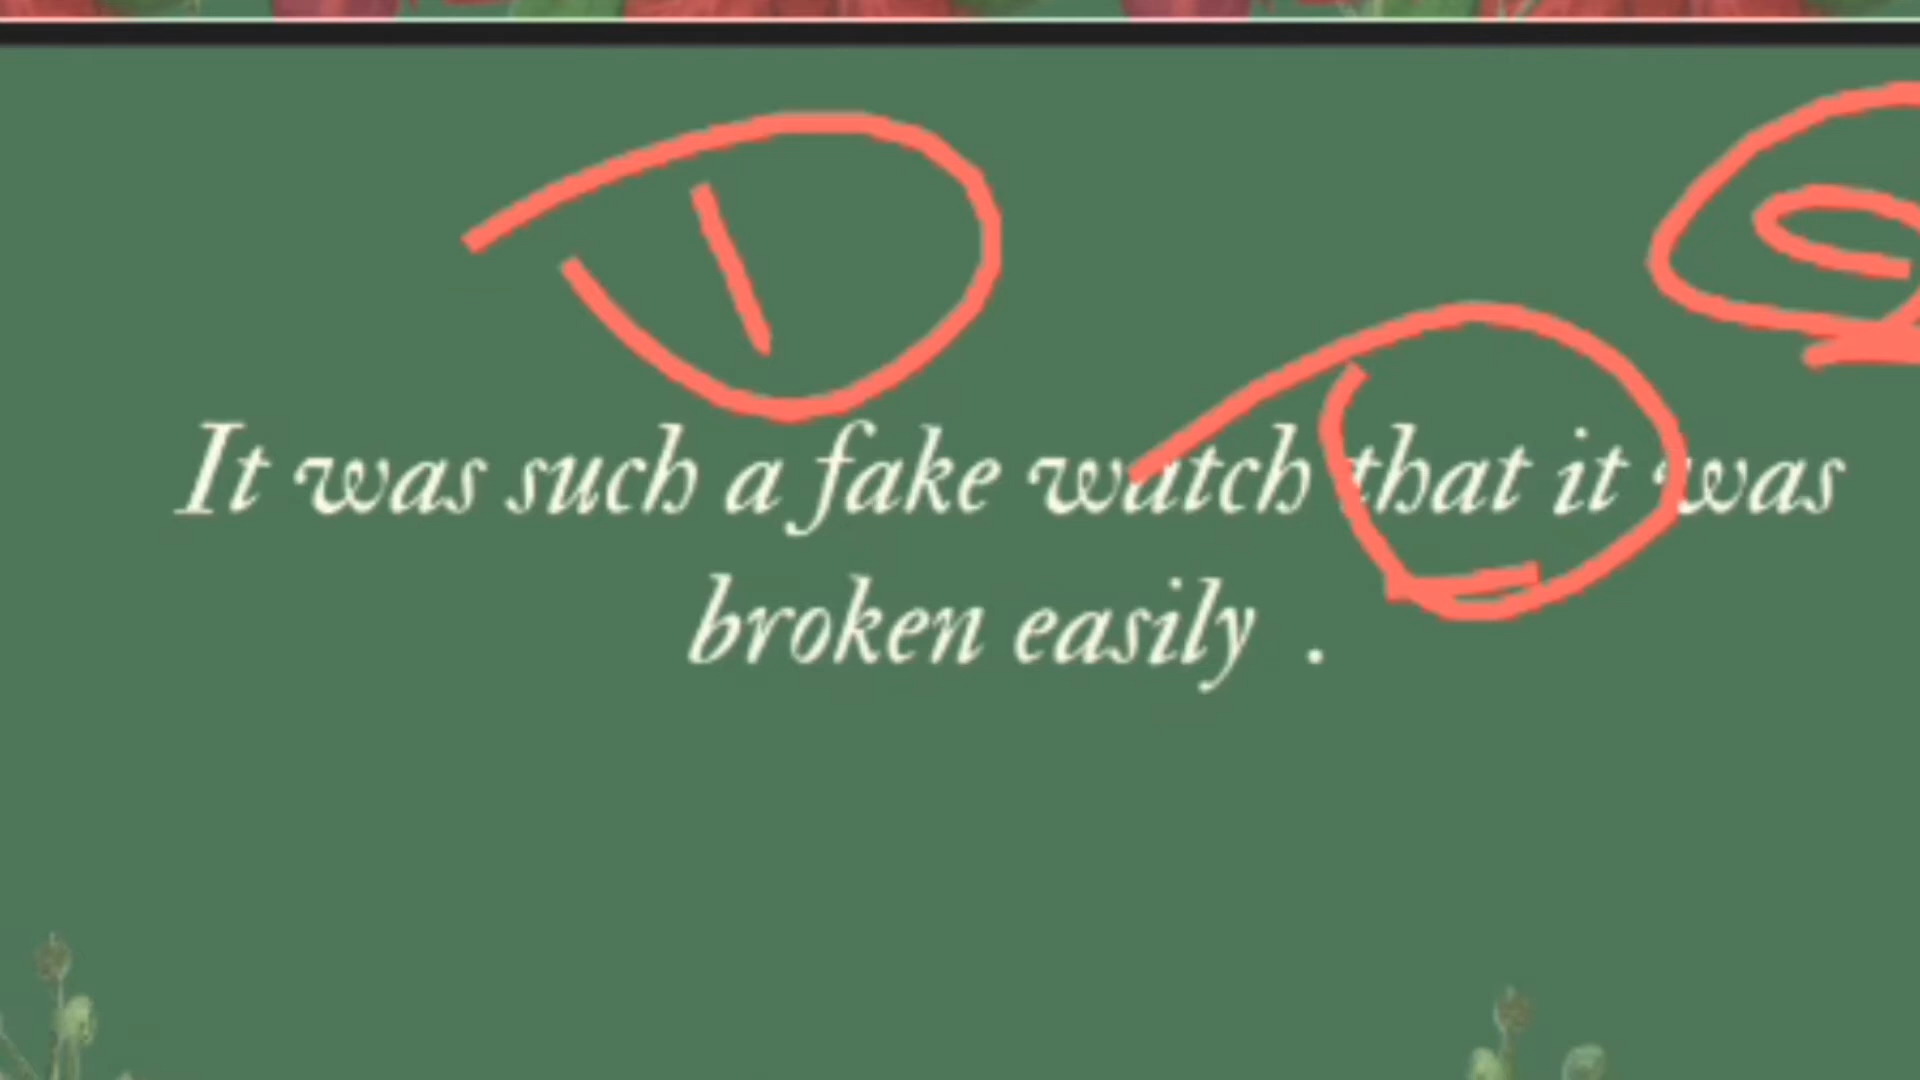 It was such a fake watch that it was
broken easily .